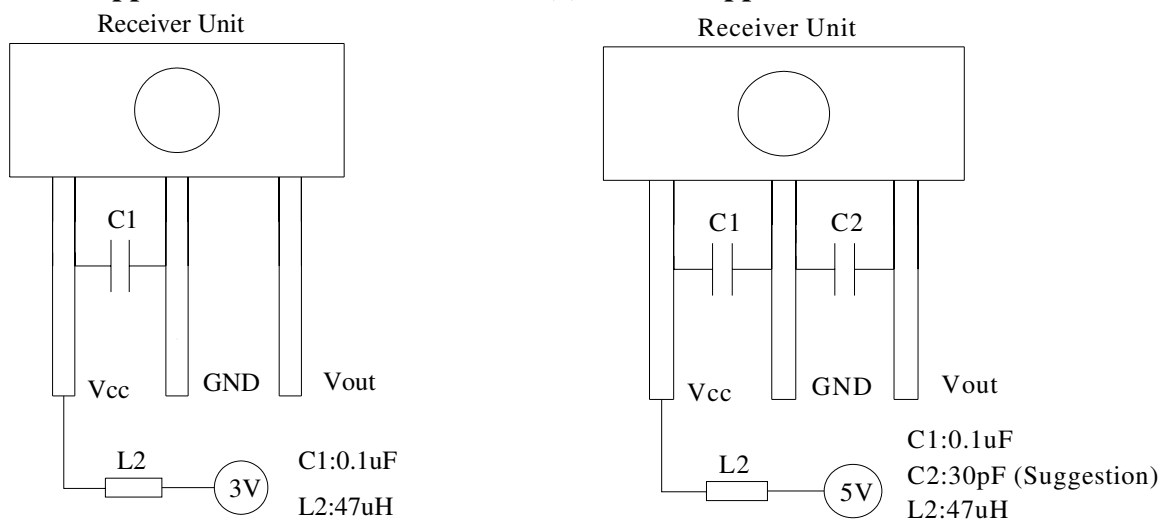 Receiver Unit
C1
Vcc
GND
Vout
L2
3V
C1:0.1uF
L2:47uH
Receiver Unit
C1
C2
Vcc
GND
Vout
L2
5V
C1:0.1uF
C2:30pF (Suggestion)
L2:47uH